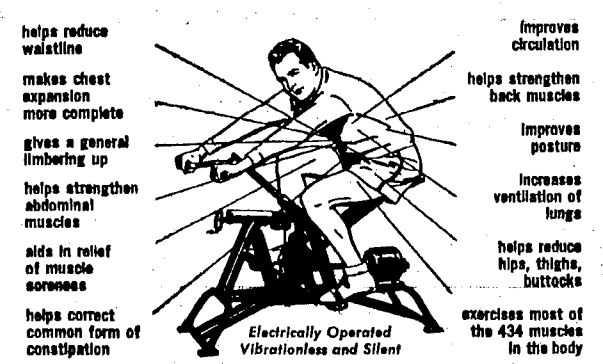 helps reduce
waistline
makes chest
expansion
more complete
gives a general
limbering up
helps strengthen
abdominal
muscles
aids in relief
of muscle
soreness
helps correct
common form of
constipation
improves
circulation
helps strengthen
back muscles
improves
posture
increases
ventilation of
lungs
helps reduce
hips, thighs,
buttocks
exercises most of
the 434 muscles
in the body
Electrically Operated
Vibrationless and Silent